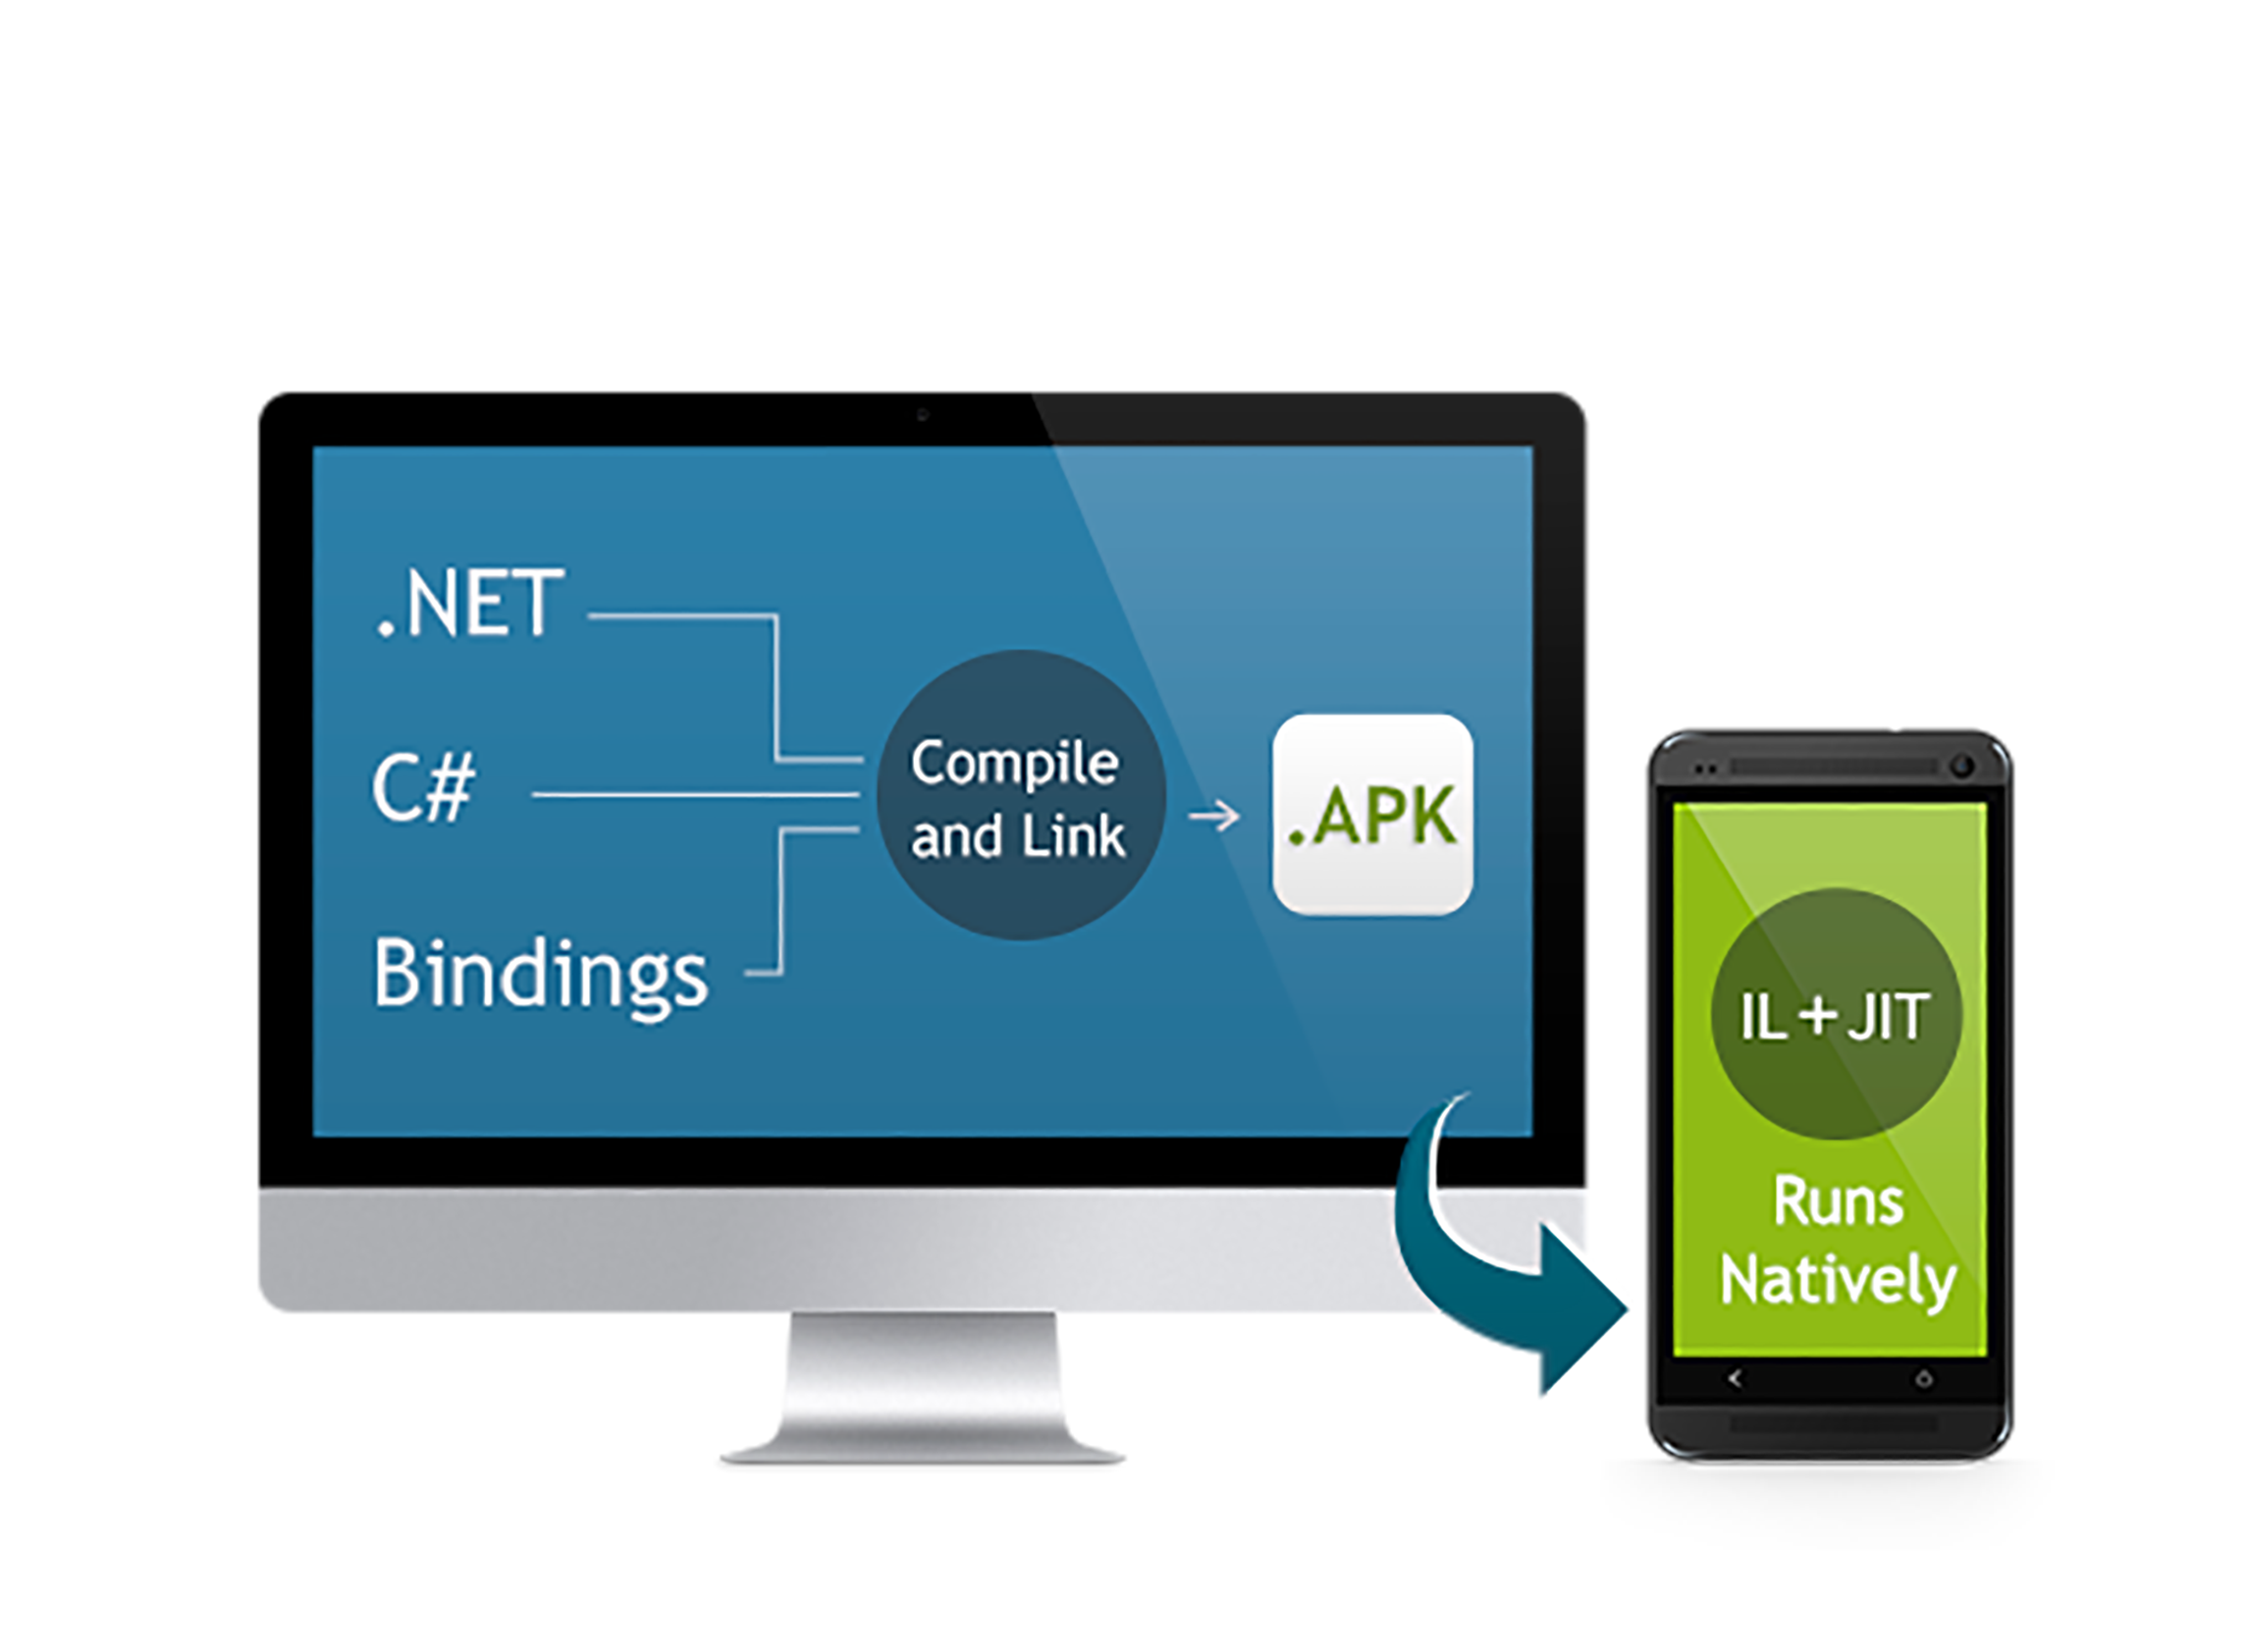 .NET
C#
Bindings
Compile
and Link
.APK
IL + JIT
Runs
Natively